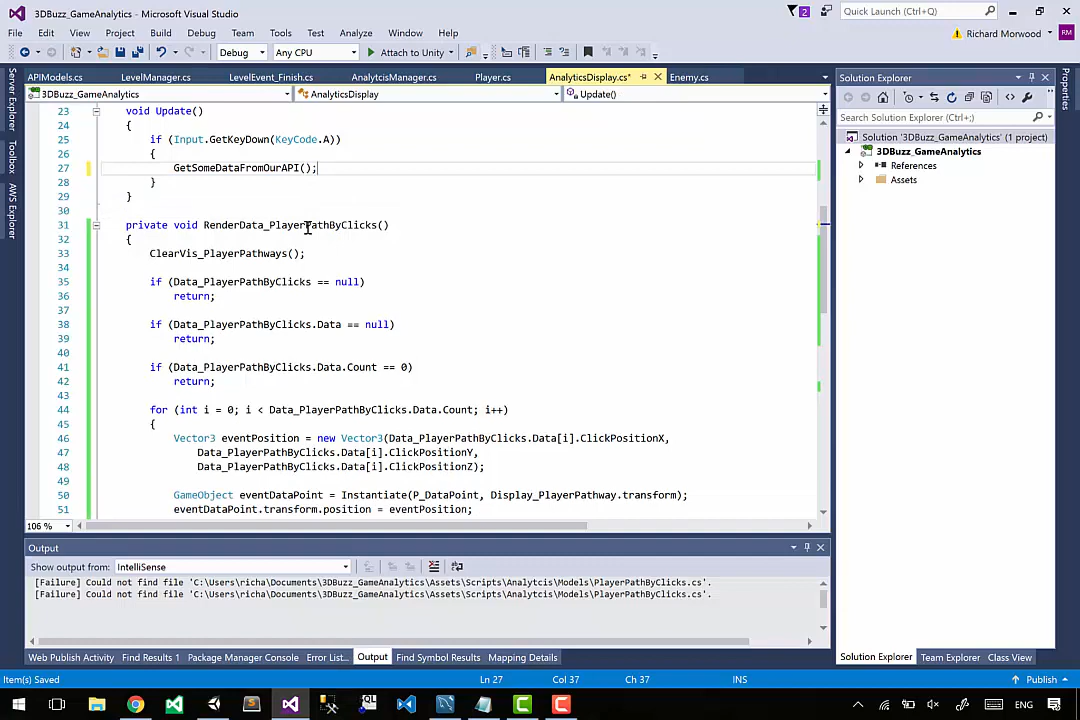 3DBuzz_GameAnalytics - Microsoft Visual Studio
2
Quick Launch (Ctrl+Q)
File Edit View Project Build Debug Team Tools Test Analyze Window Help
Richard Morwood
RM
Debug Any CPU Attach to Unity
APIModels.cs LevelManager.cs LevelEvent_Finish.cs AnalytcisManager.cs Player.cs AnalyticsDisplay.cs* Enemy.cs
3DBuzz_GameAnalytics AnalyticsDisplay Update()
23 void Update()
24 {
25 if (Input.GetKeyDown(KeyCode.A))
26 {
27 GetSomeDataFromOurAPI();
28 }
29 }
30
31 private void RenderData_PlayerPathByClicks()
32 {
33 ClearVis_PlayerPathways();
34
35 if (Data_PlayerPathByClicks == null)
36 return;
37
38 if (Data_PlayerPathByClicks.Data == null)
39 return;
40
41 if (Data_PlayerPathByClicks.Data.Count == 0)
42 return;
43
44 for (int i = 0; i < Data_PlayerPathByClicks.Data.Count; i++)
45 {
46 Vector3 eventPosition = new Vector3(Data_PlayerPathByClicks.Data[i].ClickPositionX,
47 Data_PlayerPathByClicks.Data[i].ClickPositionY,
48 Data_PlayerPathByClicks.Data[i].ClickPositionZ);
49
50 GameObject eventDataPoint = Instantiate(P_DataPoint, Display_PlayerPathway.transform);
51 eventDataPoint.transform.position = eventPosition;
106 %
Server Explorer
Toolbox
AWS Explorer
Solution Explorer
Search Solution Explorer (Ctrl+;)
Solution '3DBuzz_GameAnalytics' (1 project)
3DBuzz_GameAnalytics
References
Assets
Properties
Output
Show output from: IntelliSense
[Failure] Could not find file 'C:\Users\richa\Documents\3DBuzz_GameAnalytics\Assets\Scripts\Analytcis\Models\PlayerPathByClicks.cs'.
[Failure] Could not find file 'C:\Users\richa\Documents\3DBuzz_GameAnalytics\Assets\Scripts\Analytcis\Models\PlayerPathByClicks.cs'.
Web Publish Activity Find Results 1 Package Manager Console Error List... Output Find Symbol Results Mapping Details
Solution Explorer Team Explorer Class View
Item(s) Saved Ln 27 Col 37 Ch 37 INS Publish
ENG